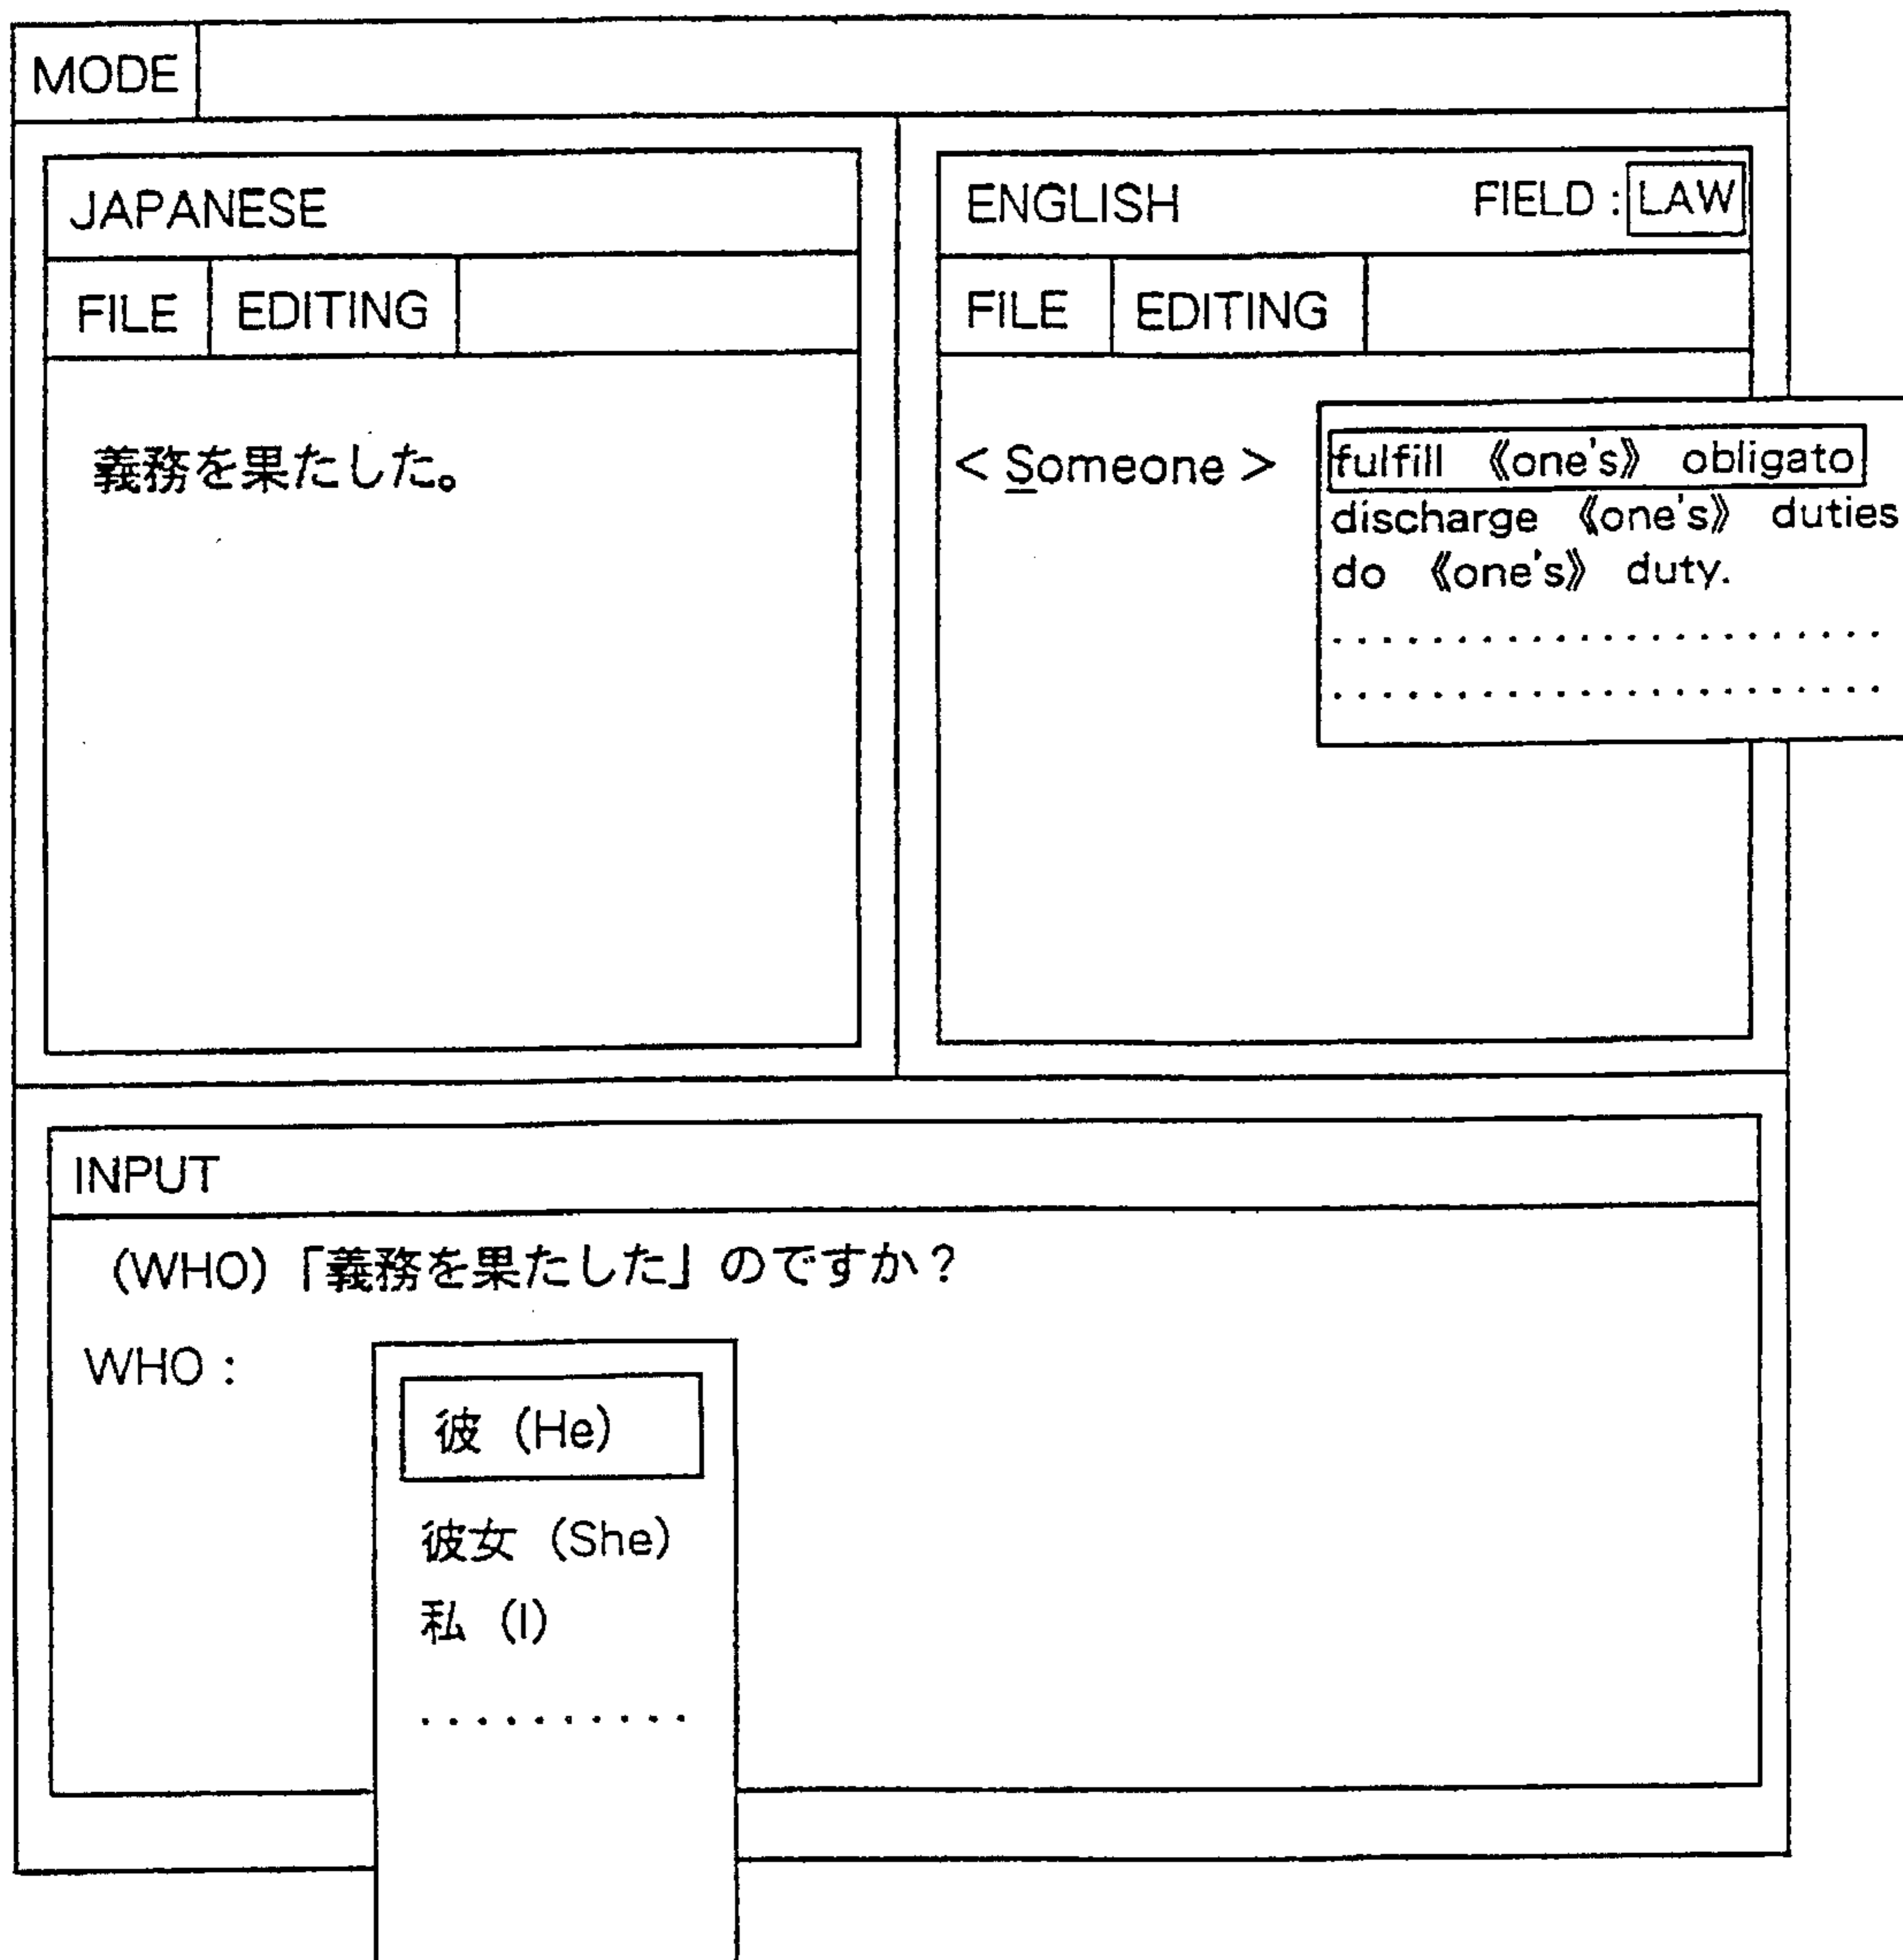 MODE
JAPANESE
FILE EDITING
義務を果たした。
ENGLISH FIELD : LAW
FILE EDITING
< Someone >
fulfill 《one's》 obligato
discharge 《one's》 duties
do 《one's》 duty.
........................
........................
INPUT
(WHO)「義務を果たした」のですか？
WHO :
彼 (He)
彼女 (She)
私 (I)
..........